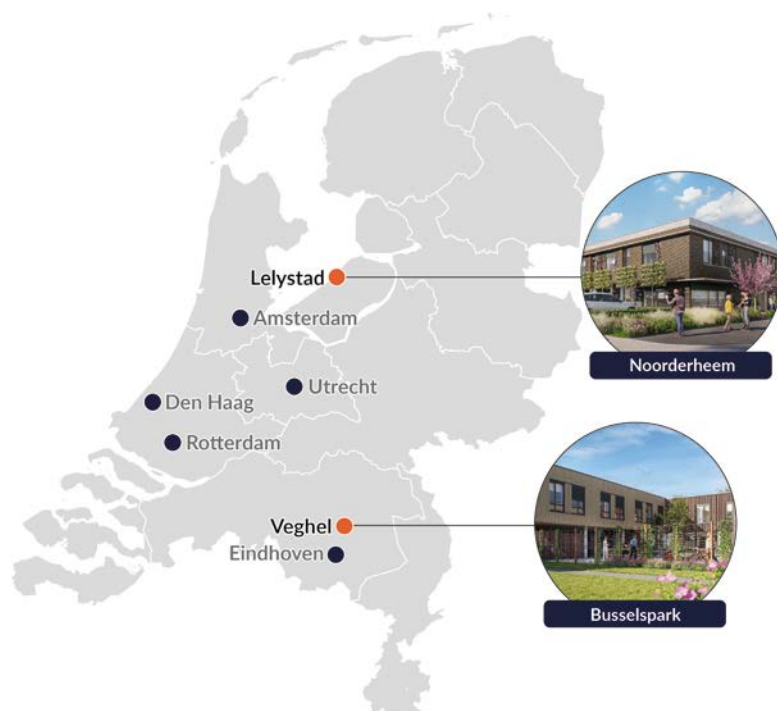 Lelystad
Amsterdam
Noorderheem
Utrecht
Den Haag
Rotterdam
Veghel
Eindhoven
Busselspark